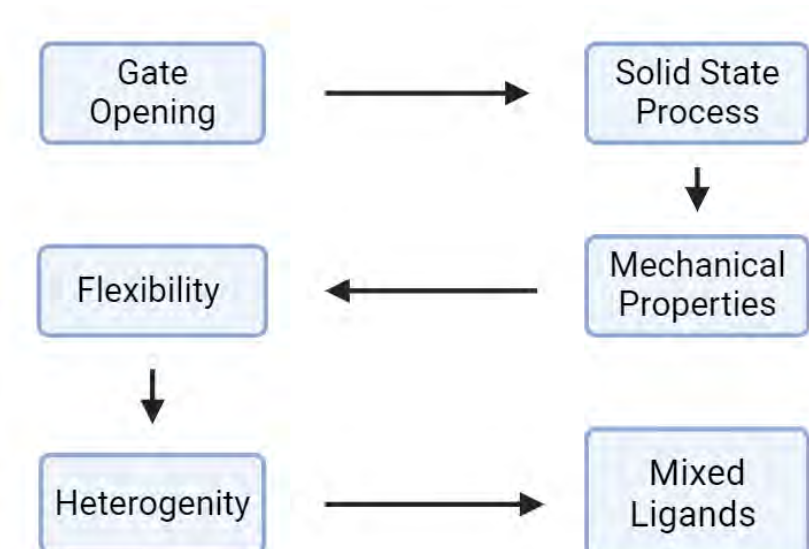 Gate
Opening
Solid State
Process
Mechanical
Properties
Flexibility
Heterogenity
Mixed
Ligands